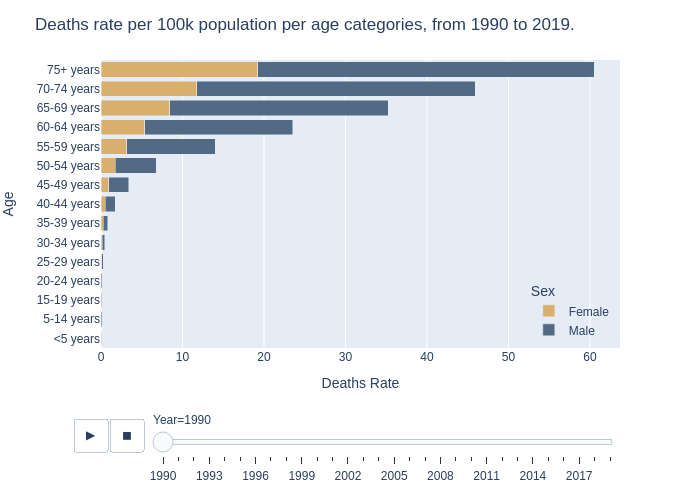 Deaths rate per 100k population per age categories, from 1990 to 2019.
75+ years
70-74 years
65-69 years
60-64 years
55-59 years
50-54 years
45-49 years
40-44 years
35-39 years
30-34 years
25-29 years
20-24 years
15-19 years
5-14 years
<5 years
Age
0 10 20 30 40 50 60
Deaths Rate
Sex
Female
Male
Year=1990
1990 1993 1996 1999 2002 2005 2008 2011 2014 2017